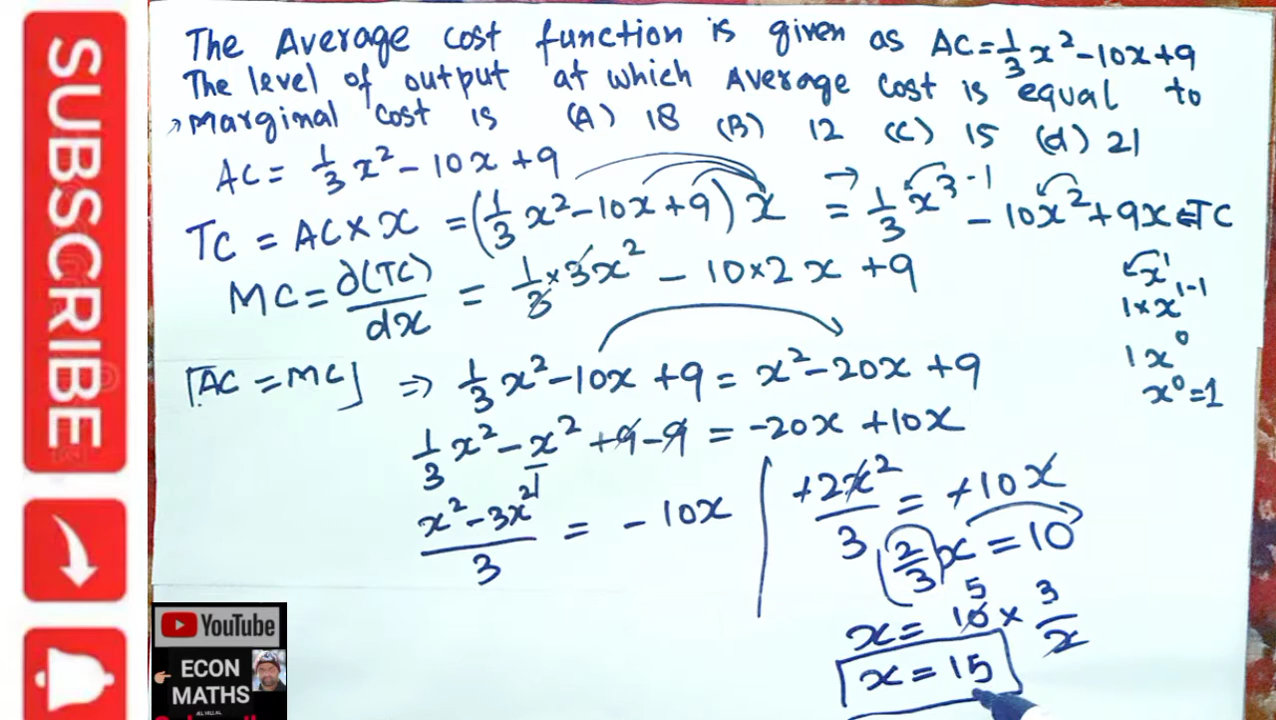 The Average cost function is given as AC=1/3 x²-10x+9
The level of output at which Average cost is equal to
→ marginal cost is (A) 18 (B) 12 (C) 15 (d) 21
AC= 1/3 x² - 10x + 9
TC = AC×x = (1/3 x²-10x+9) x → = 1/3 x³⁻¹ - 10x² + 9x ⇐TC
MC = d(TC)/dx = 1/3 × 3x² - 10×2x + 9
x¹
1×x¹⁻¹
1x⁰
x⁰=1
[AC = MC] ⇒ 1/3 x²-10x+9 = x²-20x+9
1/3 x² - x²/1 + 9-9 = -20x+10x
(x²-3x²)/3 = -10x
+2x²/3 = +10x
(2/3)x = 10
x = 10 5 × 3/2
x = 15
SUBSCRIBE
YouTube
ECON
MATHS